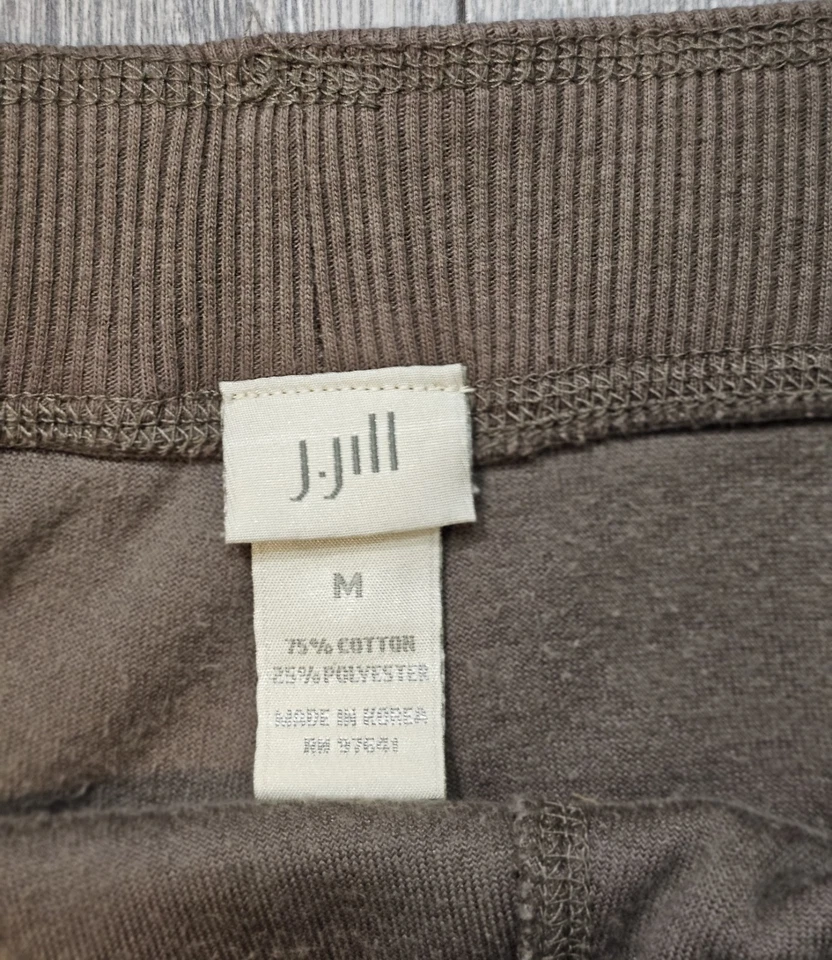 J.Jill
M
75% COTTON
25% POLYESTER
MADE IN KOREA
RN 97641